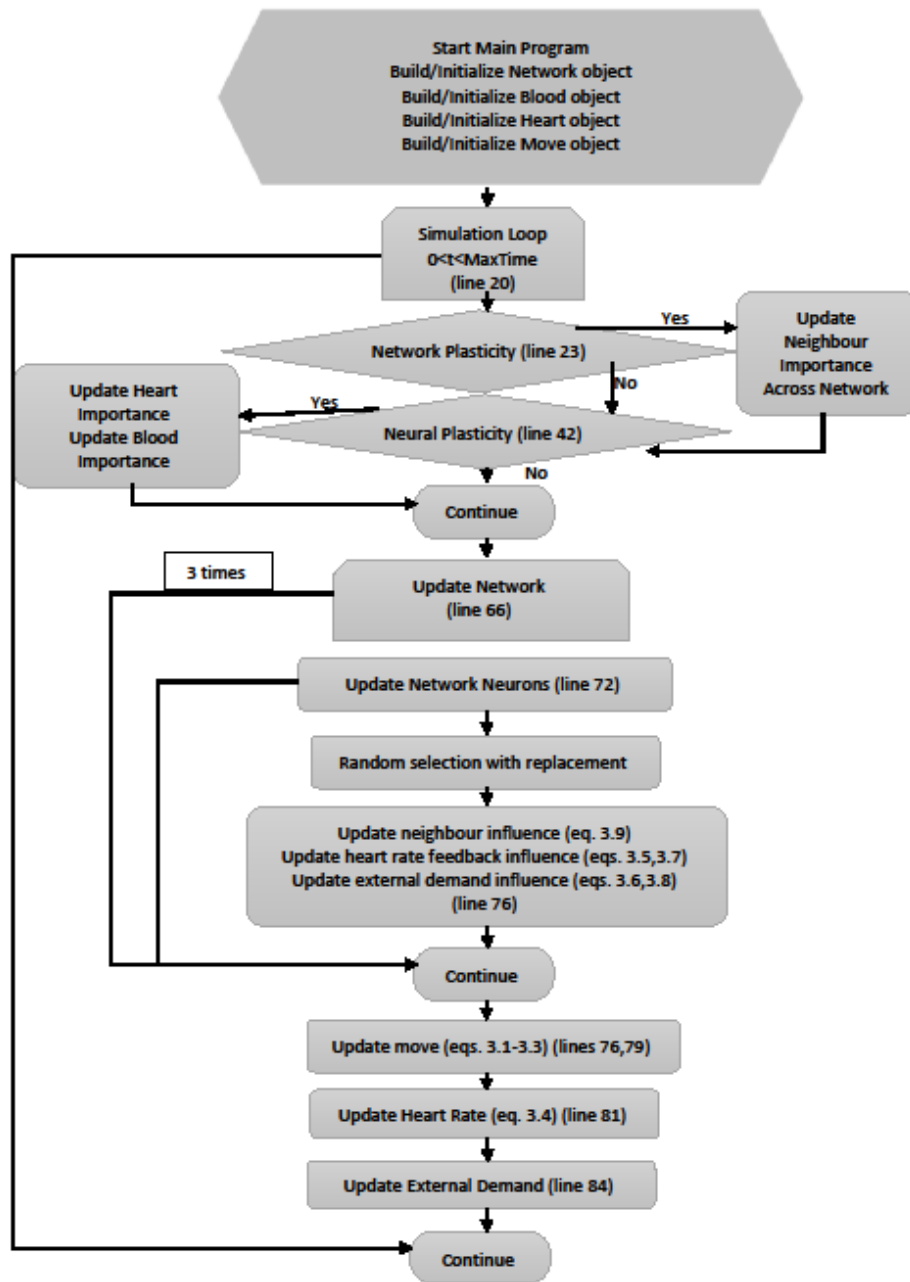 Start Main Program
Build/Initialize Network object
Build/Initialize Blood object
Build/Initialize Heart object
Build/Initialize Move object
Simulation Loop
0<t<MaxTime
(line 20)
Yes
Update
Neighbour
Importance
Across Network
Network Plasticity (line 23)
No
Update Heart
Importance
Update Blood
Importance
Yes
Neural Plasticity (line 42)
No
Continue
3 times
Update Network
(line 66)
Update Network Neurons (line 72)
Random selection with replacement
Update neighbour influence (eq. 3.9)
Update heart rate feedback influence (eqs. 3.5,3.7)
Update external demand influence (eqs. 3.6,3.8)
(line 76)
Continue
Update move (eqs. 3.1-3.3) (lines 76,79)
Update Heart Rate (eq. 3.4) (line 81)
Update External Demand (line 84)
Continue